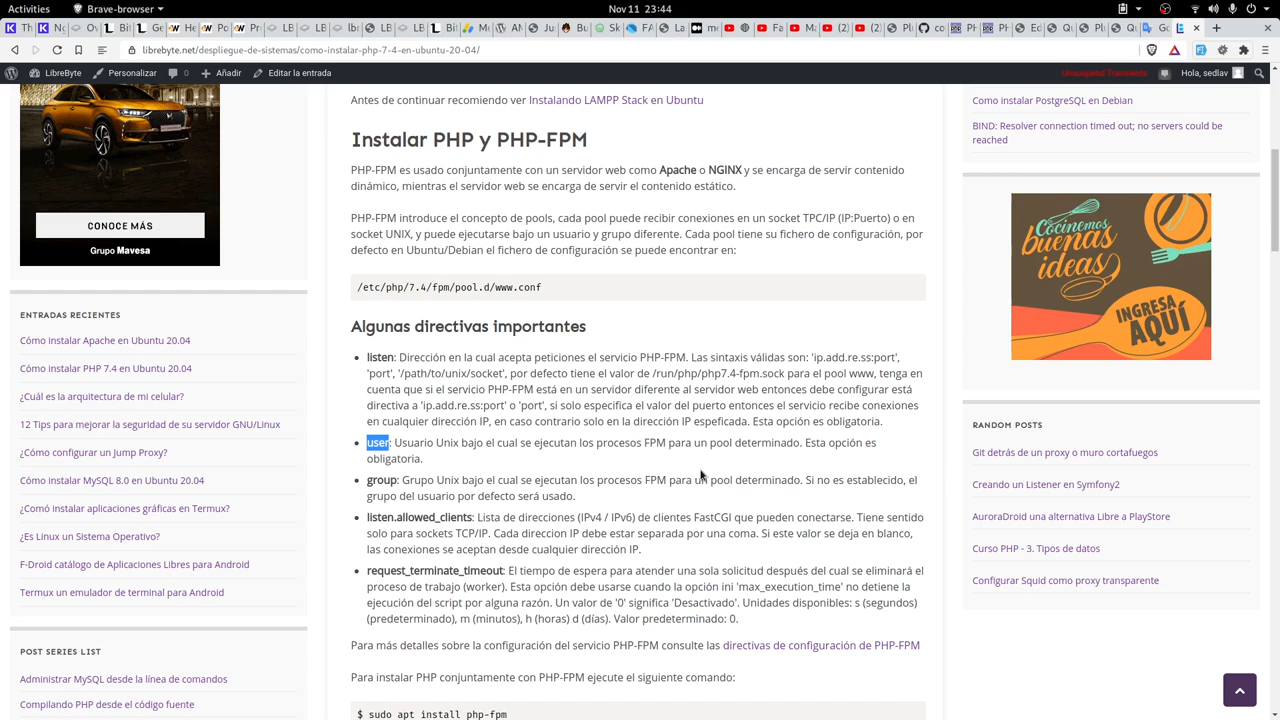 Activities
Brave-browser
Nov 11 23:44
librebyte.net/despliegue-de-sistemas/como-instalar-php-7-4-en-ubuntu-20-04/
LibreByte
Personalizar
0
Añadir
Editar la entrada
Hola, sedlav
CONOCE MÁS
Grupo Mavesa
ENTRADAS RECIENTES
Cómo instalar Apache en Ubuntu 20.04
Cómo instalar PHP 7.4 en Ubuntu 20.04
¿Cuál es la arquitectura de mi celular?
12 Tips para mejorar la seguridad de su servidor GNU/Linux
¿Cómo configurar un Jump Proxy?
Cómo instalar MySQL 8.0 en Ubuntu 20.04
¿Comó instalar aplicaciones gráficas en Termux?
¿Es Linux un Sistema Operativo?
F-Droid catálogo de Aplicaciones Libres para Android
Termux un emulador de terminal para Android
POST SERIES LIST
Administrar MySQL desde la línea de comandos
Compilando PHP desde el código fuente
Antes de continuar recomiendo ver Instalando LAMPP Stack en Ubuntu
Instalar PHP y PHP-FPM
PHP-FPM es usado conjuntamente con un servidor web como Apache o NGINX y se encarga de servir contenido
dinámico, mientras el servidor web se encarga de servir el contenido estático.
PHP-FPM introduce el concepto de pools, cada pool puede recibir conexiones en un socket TPC/IP (IP:Puerto) o en
socket UNIX, y puede ejecutarse bajo un usuario y grupo diferente. Cada pool tiene su fichero de configuración, por
defecto en Ubuntu/Debian el fichero de configuración se puede encontrar en:
/etc/php/7.4/fpm/pool.d/www.conf
Algunas directivas importantes
listen: Dirección en la cual acepta peticiones el servicio PHP-FPM. Las sintaxis válidas son: 'ip.add.re.ss:port',
'port', '/path/to/unix/socket', por defecto tiene el valor de /run/php/php7.4-fpm.sock para el pool www, tenga en
cuenta que si el servicio PHP-FPM está en un servidor diferente al servidor web entonces debe configurar está
directiva a 'ip.add.re.ss:port' o 'port', si solo especifica el valor del puerto entonces el servicio recibe conexiones
en cualquier dirección IP, en caso contrario solo en la dirección IP espeficada. Esta opción es obligatoria.
user: Usuario Unix bajo el cual se ejecutan los procesos FPM para un pool determinado. Esta opción es
obligatoria.
group: Grupo Unix bajo el cual se ejecutan los procesos FPM para un pool determinado. Si no es establecido, el
grupo del usuario por defecto será usado.
listen.allowed_clients: Lista de direcciones (IPv4 / IPv6) de clientes FastCGI que pueden conectarse. Tiene sentido
solo para sockets TCP/IP. Cada direccion IP debe estar separada por una coma. Si este valor se deja en blanco,
las conexiones se aceptan desde cualquier dirección IP.
request_terminate_timeout: El tiempo de espera para atender una sola solicitud después del cual se eliminará el
proceso de trabajo (worker). Esta opción debe usarse cuando la opción ini 'max_execution_time' no detiene la
ejecución del script por alguna razón. Un valor de '0' significa 'Desactivado'. Unidades disponibles: s (segundos)
(predeterminado), m (minutos), h (horas) d (días). Valor predeterminado: 0.
Para más detalles sobre la configuración del servicio PHP-FPM consulte las directivas de configuración de PHP-FPM
Para instalar PHP conjuntamente con PHP-FPM ejecute el siguiente comando:
$ sudo apt install php-fpm
Como instalar PostgreSQL en Debian
BIND: Resolver connection timed out; no servers could be
reached
Cocinemos
buenas
ideas
INGRESA
AQUÍ
RANDOM POSTS
Git detrás de un proxy o muro cortafuegos
Creando un Listener en Symfony2
AuroraDroid una alternativa Libre a PlayStore
Curso PHP - 3. Tipos de datos
Configurar Squid como proxy transparente